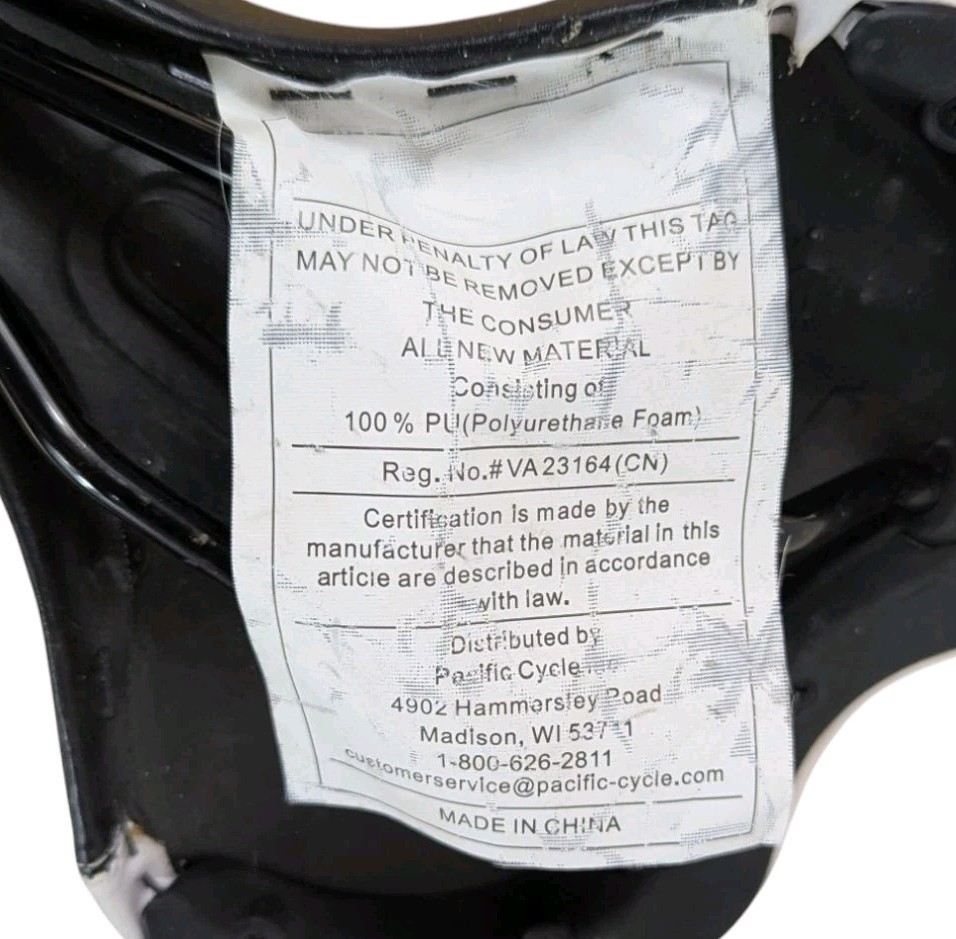 UNDER PENALTY OF LAW THIS TAG
MAY NOT BE REMOVED EXCEPT BY
THE CONSUMER
ALL NEW MATERIAL
Consisting of
100 % PU(Polyurethane Foam)
Reg. No.#VA23164(CN)
Certification is made by the
manufacturer that the material in this
article are described in accordance
with law.
Distributed by
Pacific Cycle
4902 Hammersley Road
Madison, WI
1-800-626-2811
customerservice@pacific-cycle.com
MADE IN CHINA